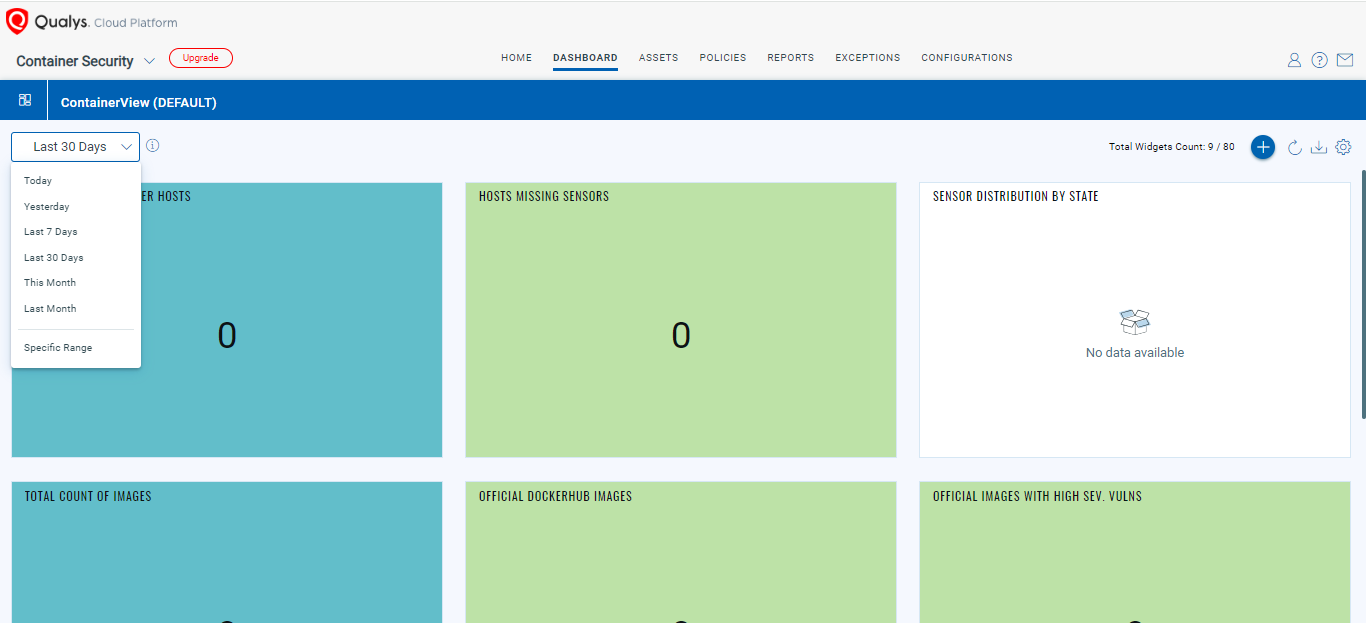 Qualys. Cloud Platform
Container Security
Upgrade
HOME
DASHBOARD
ASSETS
POLICIES
REPORTS
EXCEPTIONS
CONFIGURATIONS
ContainerView (DEFAULT)
Last 30 Days
Total Widgets Count: 9 / 80
Today
Yesterday
Last 7 Days
Last 30 Days
This Month
Last Month
Specific Range
ER HOSTS
0
HOSTS MISSING SENSORS
0
SENSOR DISTRIBUTION BY STATE
No data available
TOTAL COUNT OF IMAGES
OFFICIAL DOCKERHUB IMAGES
OFFICIAL IMAGES WITH HIGH SEV. VULNS